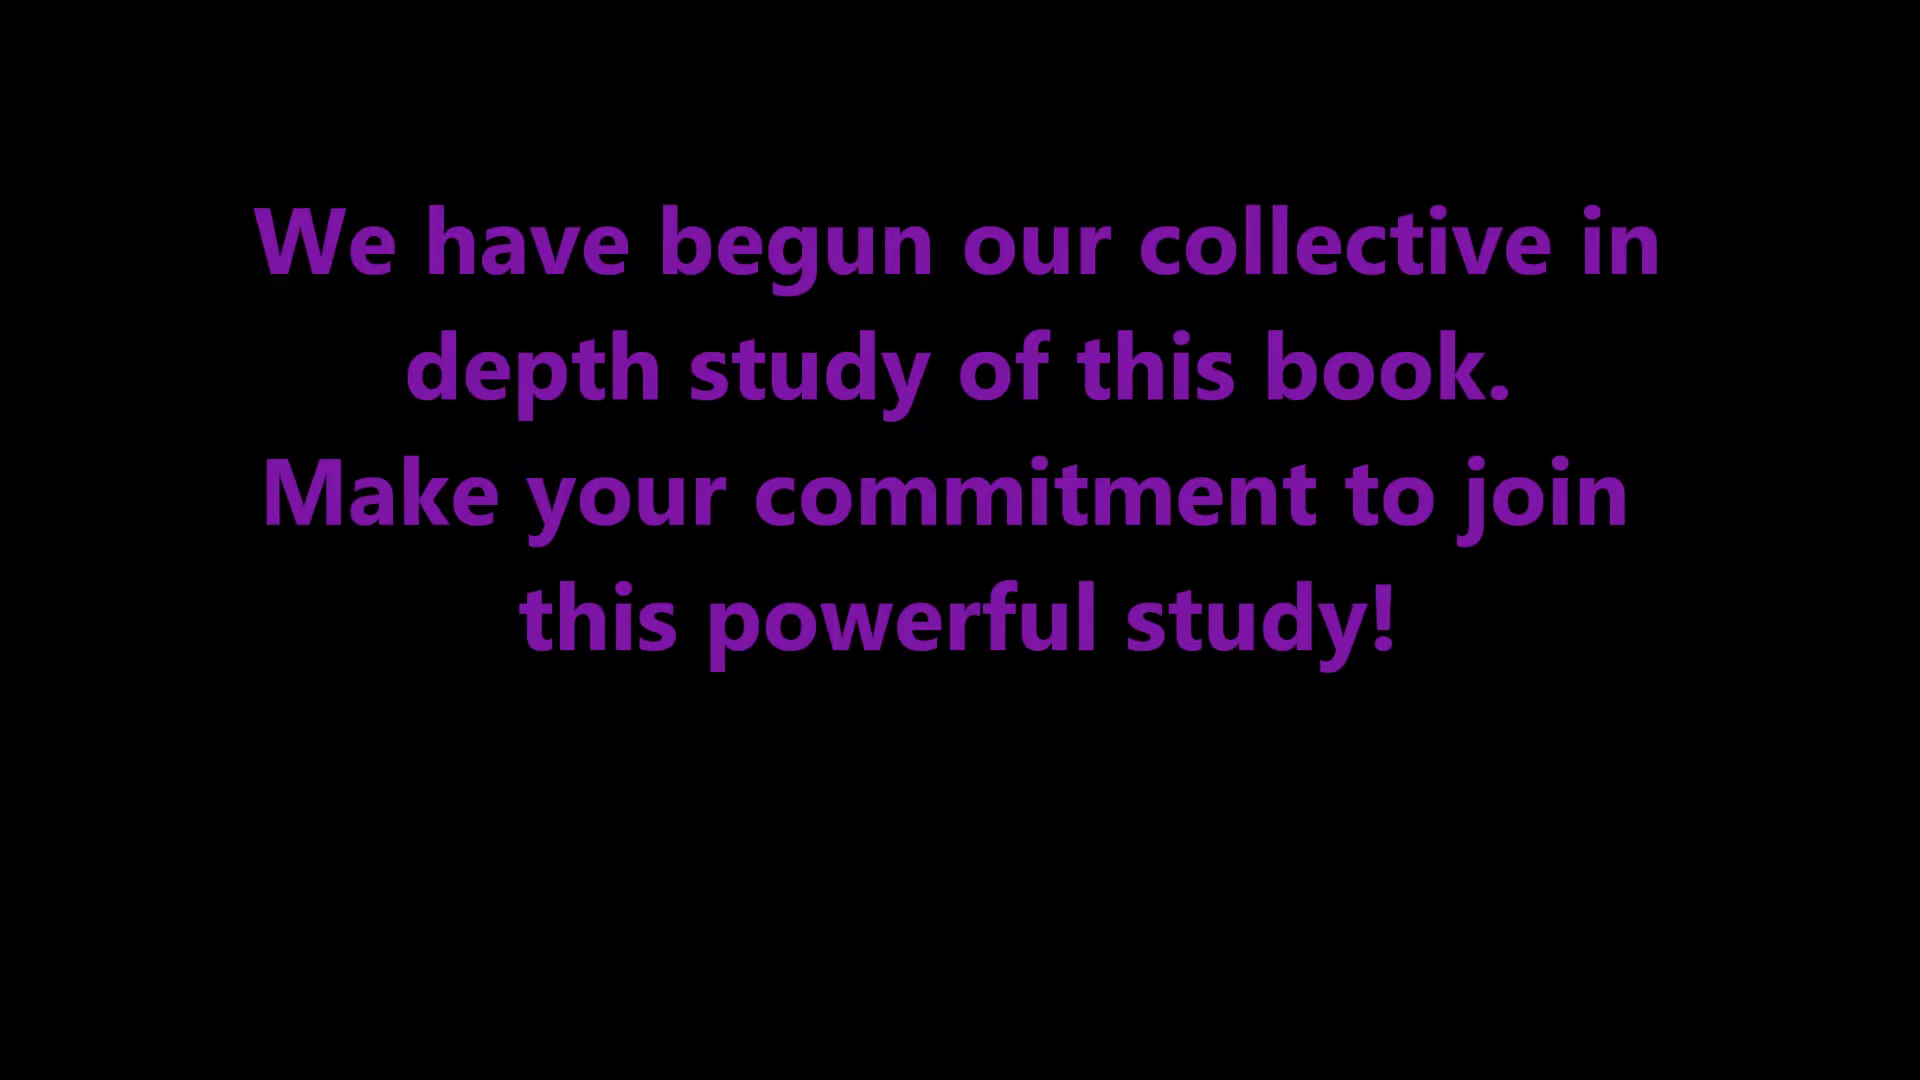 We have begun our collective in
depth study of this book.
Make your commitment to join
this powerful study!